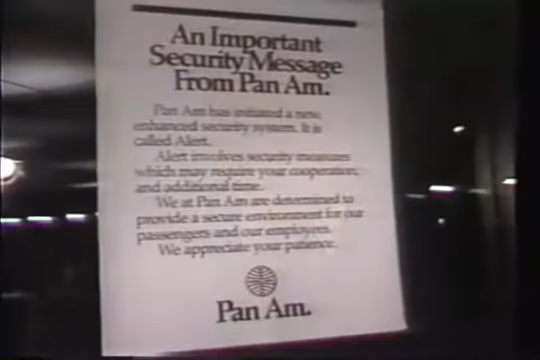 An Important
Security Message
From Pan Am.
Pan Am has initiated a new,
enhanced security system. It is
called Alert.
Alert involves security measures
which may require your cooperation,
and additional time.
We at Pan Am are determined to
provide a secure environment for our
passengers and our employees.
We appreciate your patience.
Pan Am.